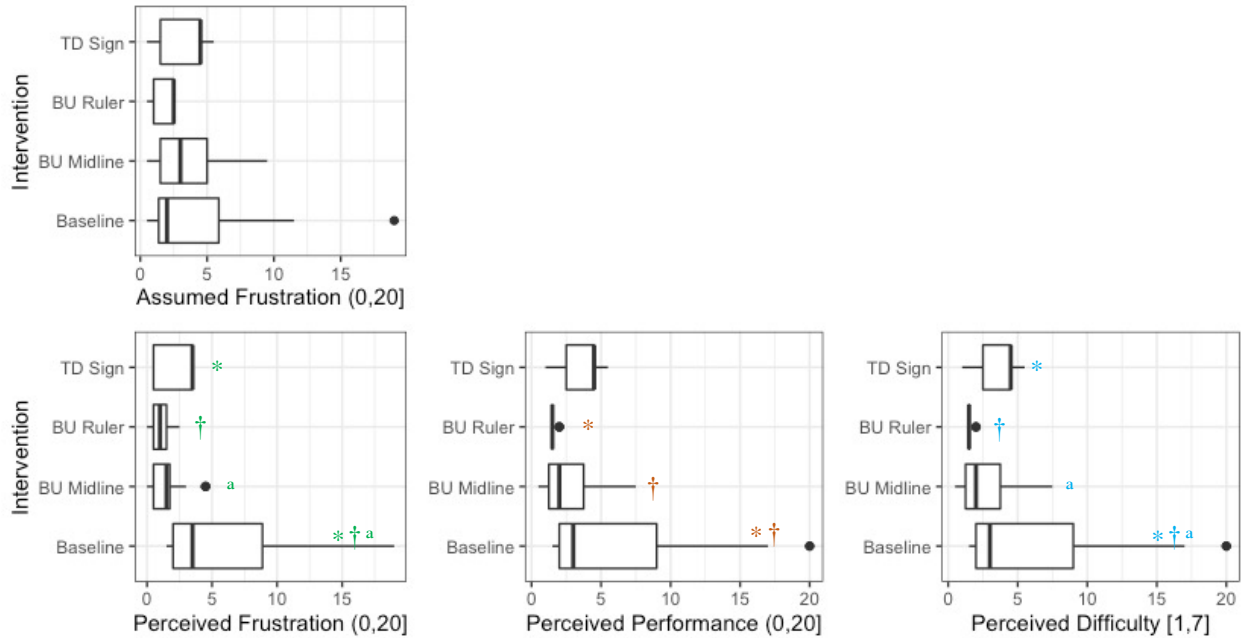 Intervention
TD Sign
BU Ruler
BU Midline
Baseline
0 5 10 15
Assumed Frustration (0,20]
Intervention
TD Sign *
BU Ruler †
BU Midline a
Baseline * † a
0 5 10 15
Perceived Frustration (0,20]
TD Sign
BU Ruler *
BU Midline †
Baseline * †
0 5 10 15 20
Perceived Performance (0,20]
TD Sign *
BU Ruler †
BU Midline a
Baseline * † a
0 5 10 15 20
Perceived Difficulty [1,7]